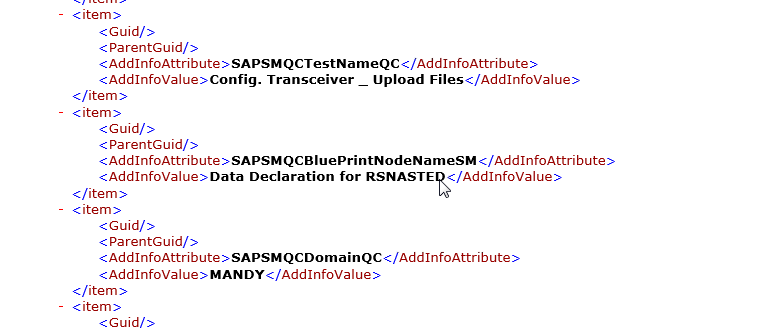 - <item>
<Guid/>
<ParentGuid/>
<AddInfoAttribute>SAPSMQCTestNameQC</AddInfoAttribute>
<AddInfoValue>Config. Transceiver _ Upload Files</AddInfoValue>
</item>
- <item>
<Guid/>
<ParentGuid/>
<AddInfoAttribute>SAPSMQCBluePrintNodeNameSM</AddInfoAttribute>
<AddInfoValue>Data Declaration for RSNASTED</AddInfoValue>
</item>
- <item>
<Guid/>
<ParentGuid/>
<AddInfoAttribute>SAPSMQCDomainQC</AddInfoAttribute>
<AddInfoValue>MANDY</AddInfoValue>
</item>
- <item>
<Guid/>